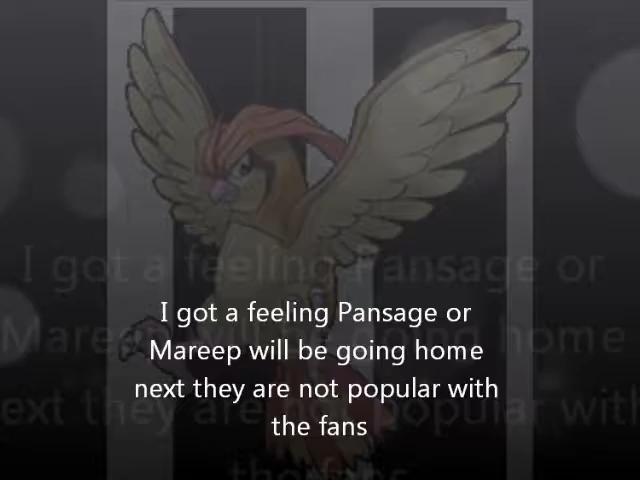 I got a feeling Pansage or
Mareep will be going home
next they are not popular with
the fans